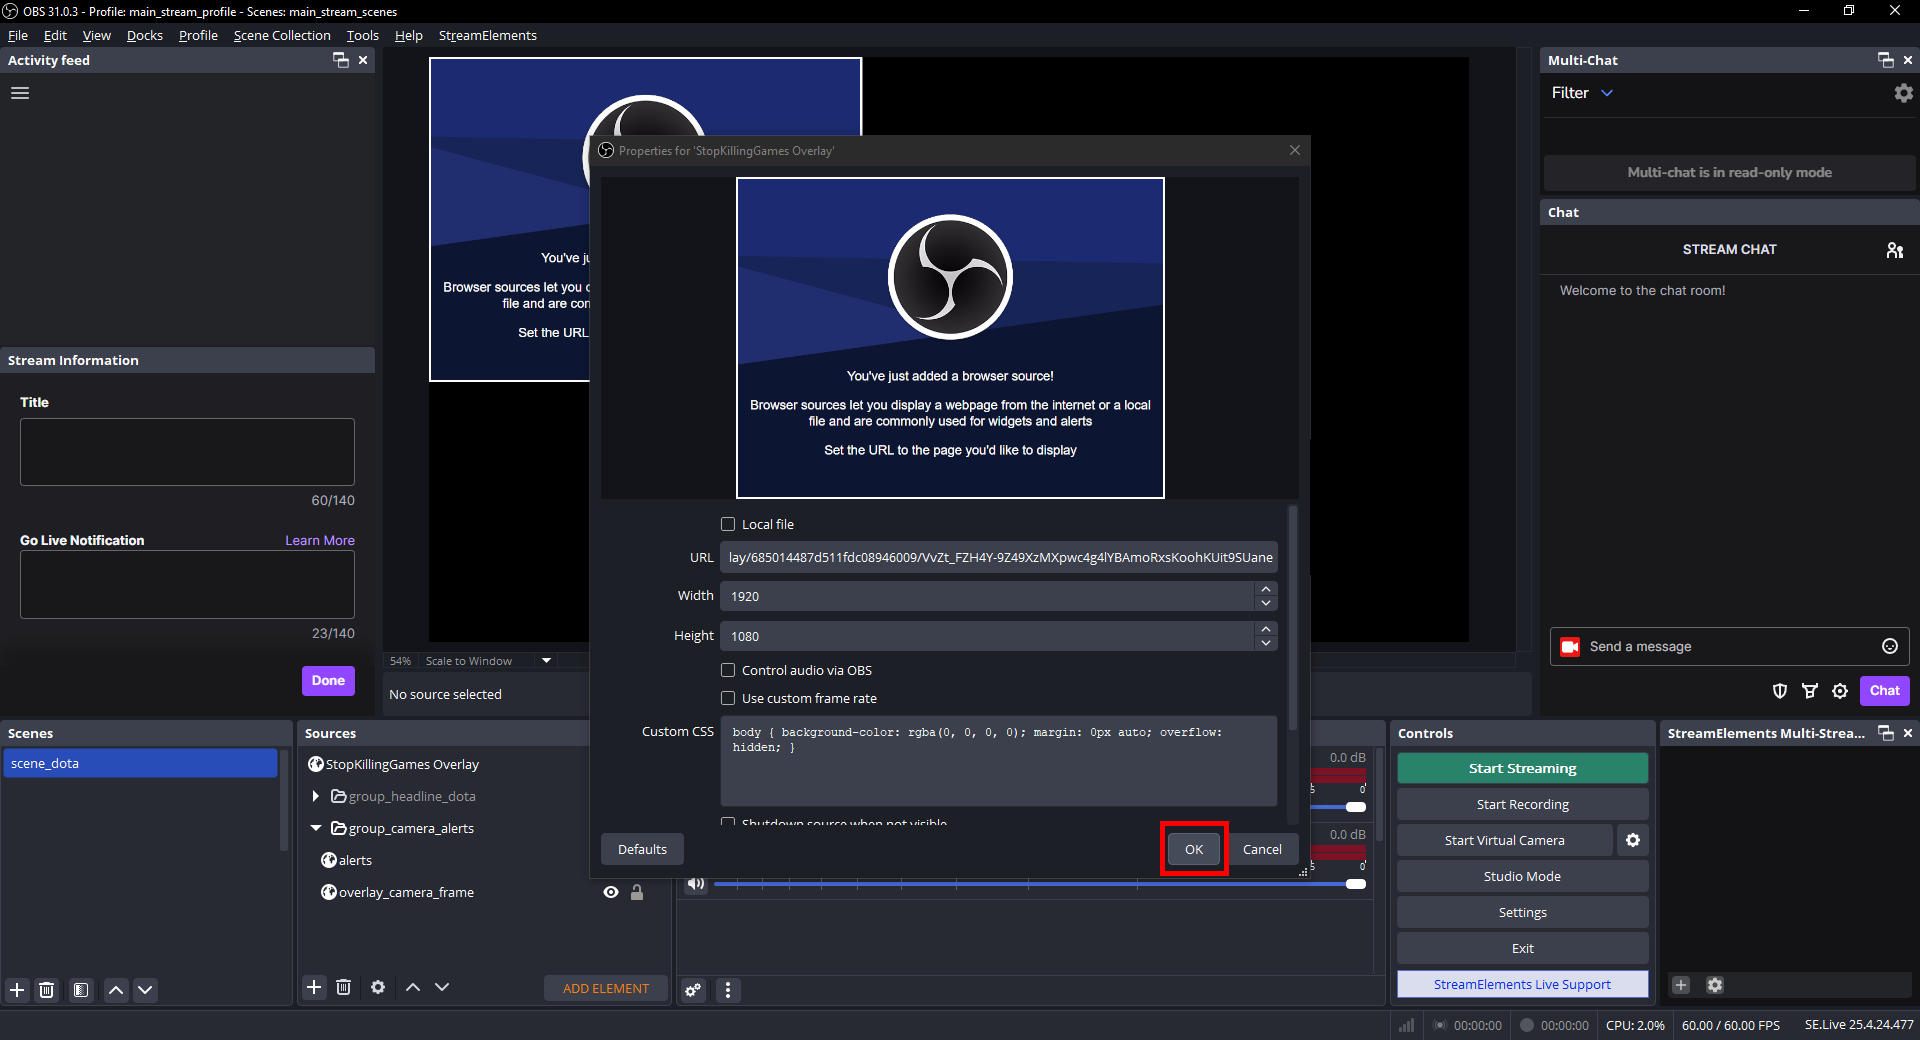 OBS 31.0.3 - Profile: main_stream_profile - Scenes: main_stream_scenes
File Edit View Docks Profile Scene Collection Tools Help StreamElements
Activity feed
Stream Information
Title
60/140
Go Live Notification Learn More
23/140
Done
You've ju
Browser sources let you d
file and are con
Set the URL
54% Scale to Window
No source selected
Properties for 'StopKillingGames Overlay'
You've just added a browser source!
Browser sources let you display a webpage from the internet or a local
file and are commonly used for widgets and alerts
Set the URL to the page you'd like to display
Local file
URL lay/685014487d511fdc08946009/VvZt_FZH4Y-9Z49XzMXpwc4g4lYBAmoRxsKoohKUit9SUane
Width 1920
Height 1080
Control audio via OBS
Use custom frame rate
Custom CSS body { background-color: rgba(0, 0, 0, 0); margin: 0px auto; overflow:
hidden; }
Shutdown source when not visible
Defaults OK Cancel
Multi-Chat
Filter
Multi-chat is in read-only mode
Chat
STREAM CHAT
Welcome to the chat room!
Send a message
Chat
Scenes
scene_dota
Sources
StopKillingGames Overlay
group_headline_dota
group_camera_alerts
alerts
overlay_camera_frame
ADD ELEMENT
0.0 dB
5 0
0.0 dB
5 0
Controls
Start Streaming
Start Recording
Start Virtual Camera
Studio Mode
Settings
Exit
StreamElements Live Support
StreamElements Multi-Strea...
00:00:00 00:00:00 CPU: 2.0% 60.00 / 60.00 FPS SE.Live 25.4.24.477